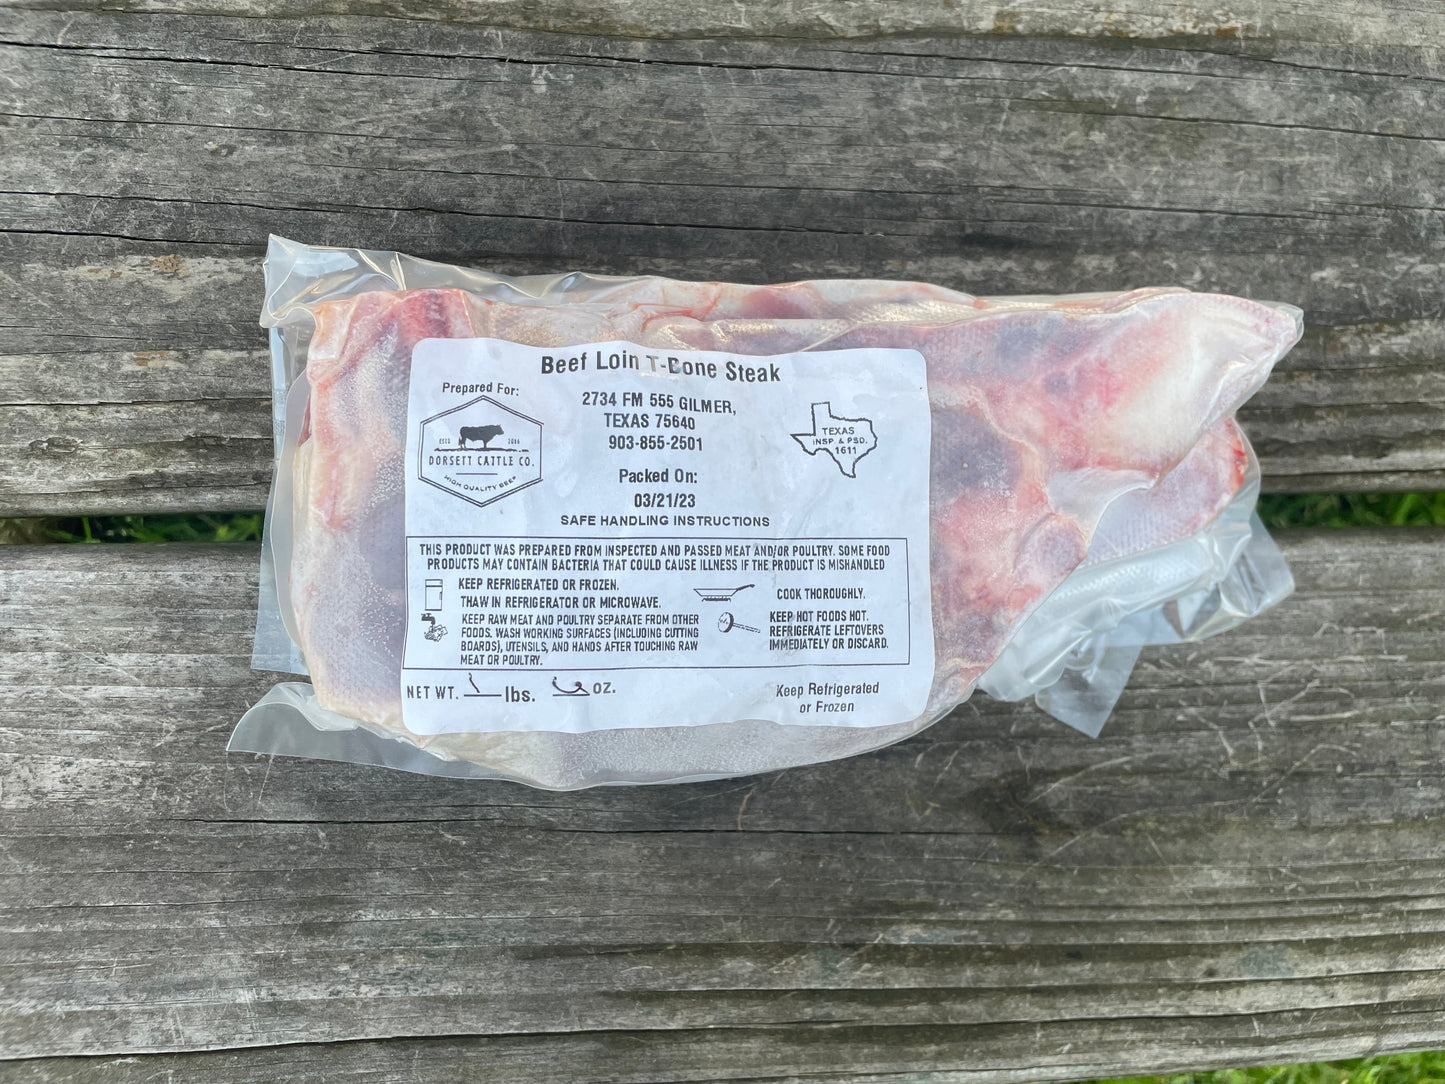 Beef Loin T-Bone Steak
Prepared For:
2734 FM 555 GILMER,
TEXAS 75640
903-855-2501
DORSETT CATTLE CO.
HIGH QUALITY BEEF
TEXAS
INSP. & PSD.
1611
Packed On:
03/21/23
SAFE HANDLING INSTRUCTIONS
THIS PRODUCT WAS PREPARED FROM INSPECTED AND PASSED MEAT AND/OR POULTRY. SOME FOOD
PRODUCTS MAY CONTAIN BACTERIA THAT COULD CAUSE ILLNESS IF THE PRODUCT IS MISHANDLED
KEEP REFRIGERATED OR FROZEN.
THAW IN REFRIGERATOR OR MICROWAVE.
COOK THOROUGHLY.
KEEP RAW MEAT AND POULTRY SEPARATE FROM OTHER
FOODS. WASH WORKING SURFACES (INCLUDING CUTTING
BOARDS), UTENSILS, AND HANDS AFTER TOUCHING RAW
MEAT OR POULTRY.
KEEP HOT FOODS HOT.
REFRIGERATE LEFTOVERS
IMMEDIATELY OR DISCARD.
NET WT. 1 lbs. oz.
Keep Refrigerated
or Frozen